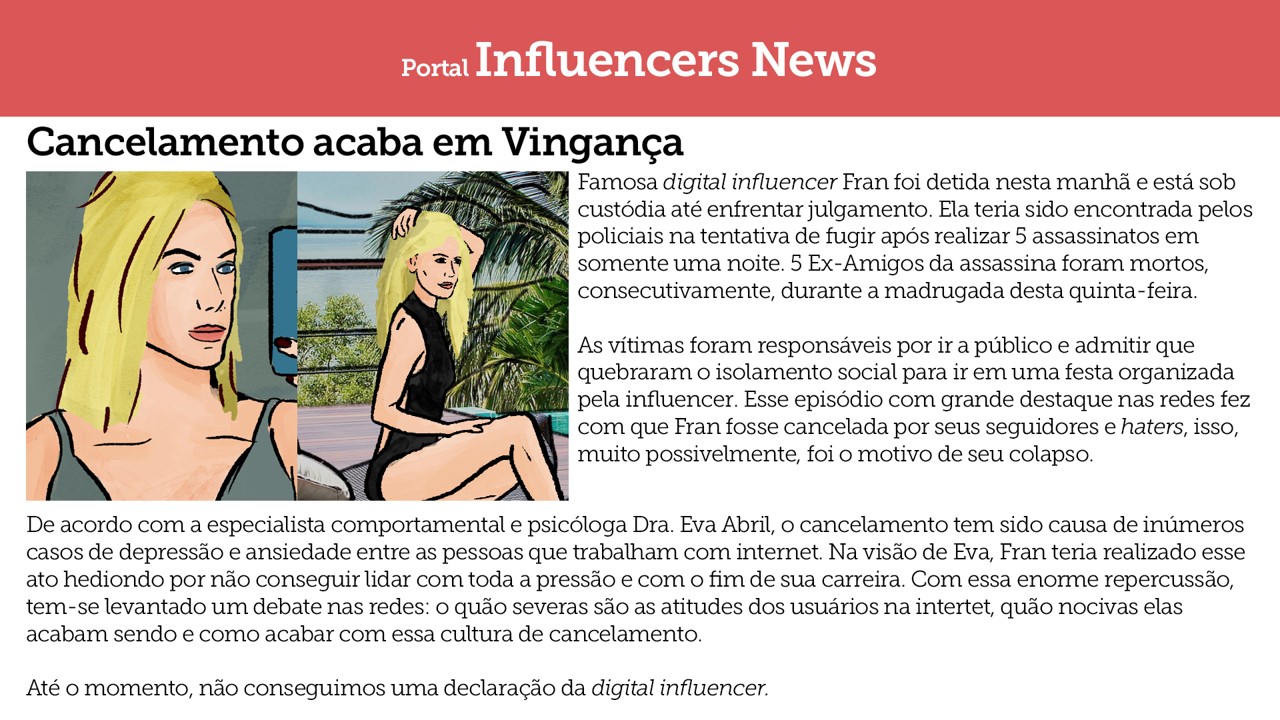 Portal Influencers News
Cancelamento acaba em Vingança
Famosa digital influencer Fran foi detida nesta manhã e está sob
custódia até enfrentar julgamento. Ela teria sido encontrada pelos
policiais na tentativa de fugir após realizar 5 assassinatos em
somente uma noite. 5 Ex-Amigos da assassina foram mortos,
consecutivamente, durante a madrugada desta quinta-feira.
As vítimas foram responsáveis por ir a público e admitir que
quebraram o isolamento social para ir em uma festa organizada
pela influencer. Esse episódio com grande destaque nas redes fez
com que Fran fosse cancelada por seus seguidores e haters, isso,
muito possivelmente, foi o motivo de seu colapso.
De acordo com a especialista comportamental e psicóloga Dra. Eva Abril, o cancelamento tem sido causa de inúmeros
casos de depressão e ansiedade entre as pessoas que trabalham com internet. Na visão de Eva, Fran teria realizado esse
ato hediondo por não conseguir lidar com toda a pressão e com o fim de sua carreira. Com essa enorme repercussão,
tem-se levantado um debate nas redes: o quão severas são as atitudes dos usuários na intertet, quão nocivas elas
acabam sendo e como acabar com essa cultura de cancelamento.
Até o momento, não conseguimos uma declaração da digital influencer.